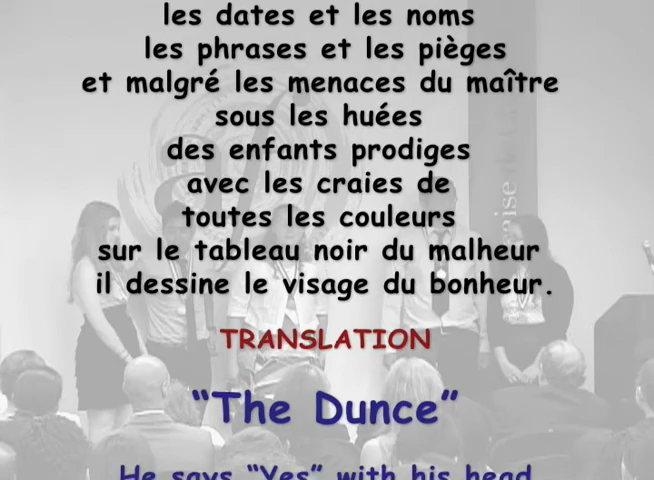 les dates et les noms
les phrases et les pièges
et malgré les menaces du maître
sous les huées
des enfants prodiges
avec les craies de
toutes les couleurs
sur le tableau noir du malheur
il dessine le visage du bonheur.
TRANSLATION
“The Dunce”
He says “Yes” with his head